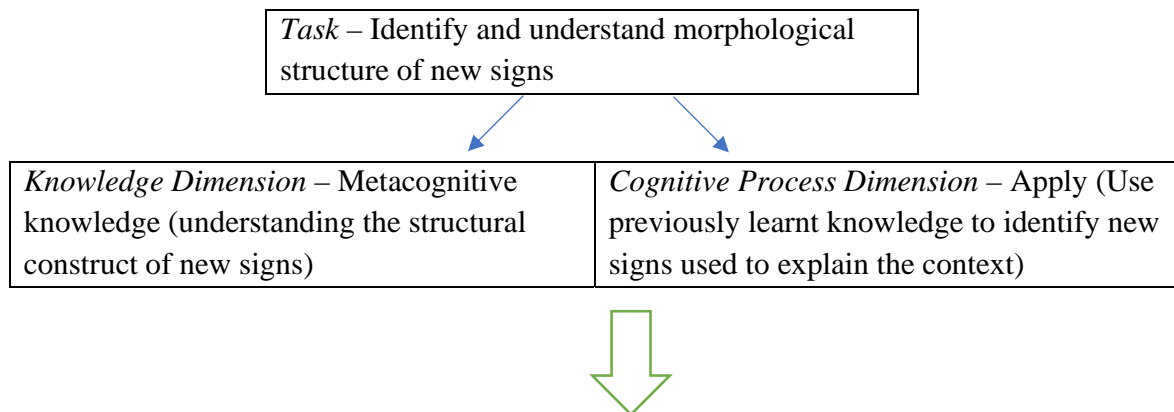 Task – Identify and understand morphological
structure of new signs
Knowledge Dimension – Metacognitive
knowledge (understanding the structural
construct of new signs)
Cognitive Process Dimension – Apply (Use
previously learnt knowledge to identify new
signs used to explain the context)